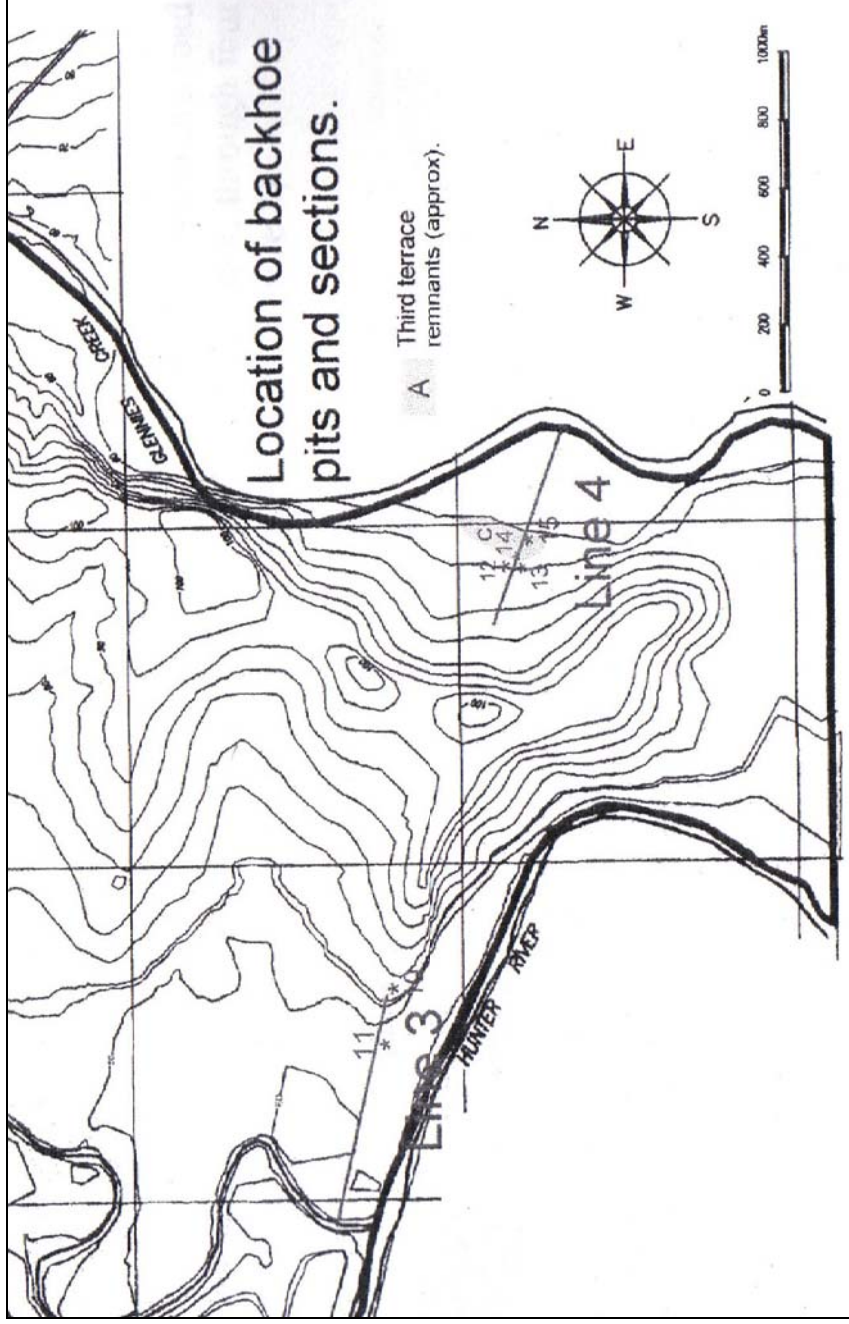 Location of backhoe
pits and sections.
A
Third terrace
remnants (approx).
N
W
E
S
0
200
400
600
800
1000m
GLENNIES
CREEK
HUNTER
RIVER
Line 3
11
10
Line 4
12
C
14
13
15
100
100
100